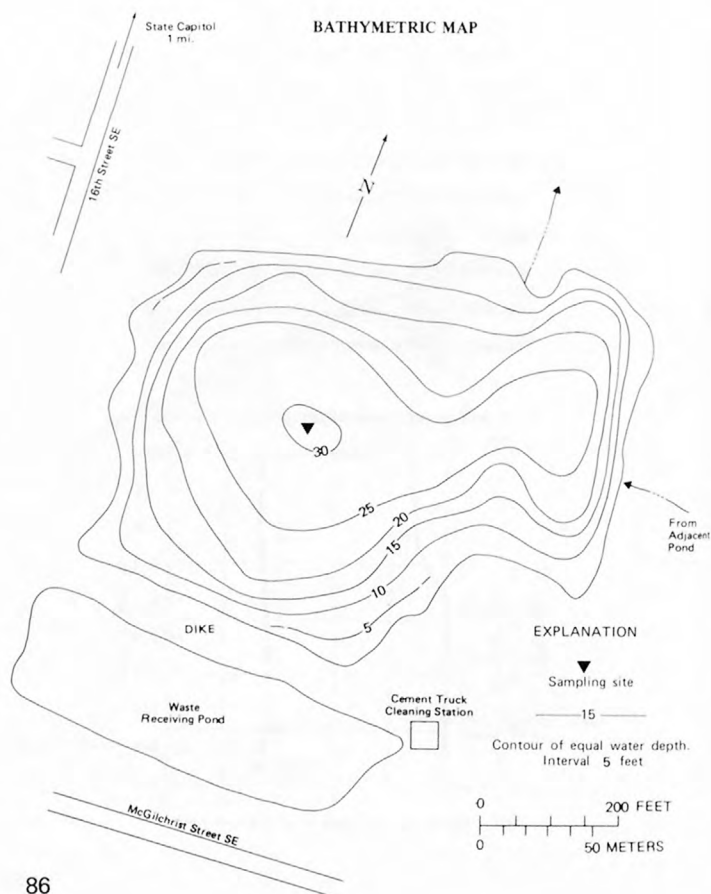 State Capitol
1 mi.
BATHYMETRIC MAP
16th Street SE
N
30
25
20
15
10
5
From
Adjacent
Pond
DIKE
EXPLANATION
Sampling site
15
Contour of equal water depth.
Interval 5 feet
Waste
Receiving Pond
Cement Truck
Cleaning Station
McGilchrist Street SE
0 200 FEET
0 50 METERS
86